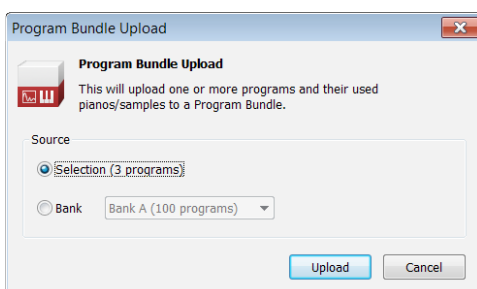 Program Bundle Upload
Program Bundle Upload
This will upload one or more programs and their used
pianos/samples to a Program Bundle.
Source
Selection (3 programs)
Bank Bank A (100 programs)
Upload Cancel